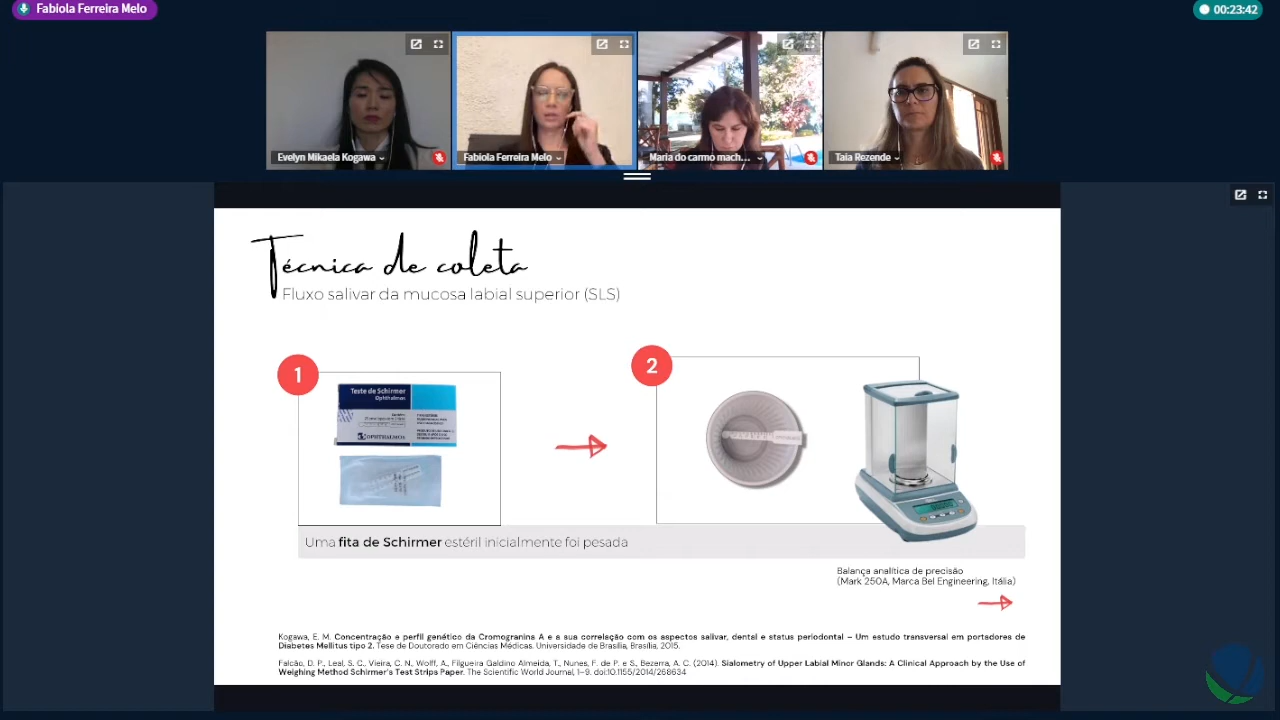 Fabiola Ferreira Melo
00:23:42
Evelyn Mikaela Kogawa
Fabiola Ferreira Melo
Maria do carmo mach...
Taia Rezende
Técnica de coleta
Fluxo salivar da mucosa labial superior (SLS)
1
2
Teste de Schirmer
Ophthalmos
OPHTHALMOS
Uma fita de Schirmer estéril inicialmente foi pesada
Balança analítica de precisão
(Mark 250A, Marca Bel Engineering, Itália)
Kogawa, E. M. Concentração e perfil genético da Cromogranina A e a sua correlação com os aspectos salivar, dental e status periodontal – Um estudo transversal em portadores de
Diabetes Mellitus tipo 2. Tese de Doutorado em Ciências Médicas. Universidade de Brasília, Brasília, 2015.
Falcão, D. P., Leal, S. C., Vieira, C. N., Wolff, A., Filgueira Galdino Almeida, T., Nunes, F. de P. e S., Bezerra, A. C. (2014). Sialometry of Upper Labial Minor Glands: A Clinical Approach by the Use of
Weighing Method Schirmer's Test Strips Paper. The Scientific World Journal, 1–9. doi:10.1155/2014/268634